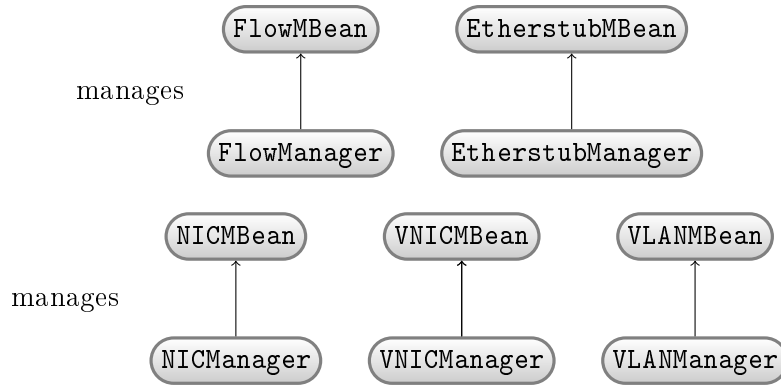 FlowMBean EtherstubMBean
manages
FlowManager EtherstubManager
NICMBean VNICMBean VLANMBean
manages
NICManager VNICManager VLANManager